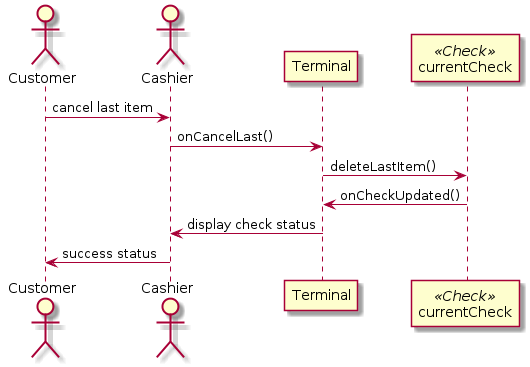 Customer
Cashier
Terminal
«Check»
currentCheck
cancel last item
onCancelLast()
deleteLastItem()
onCheckUpdated()
display check status
success status
Customer
Cashier
Terminal
«Check»
currentCheck